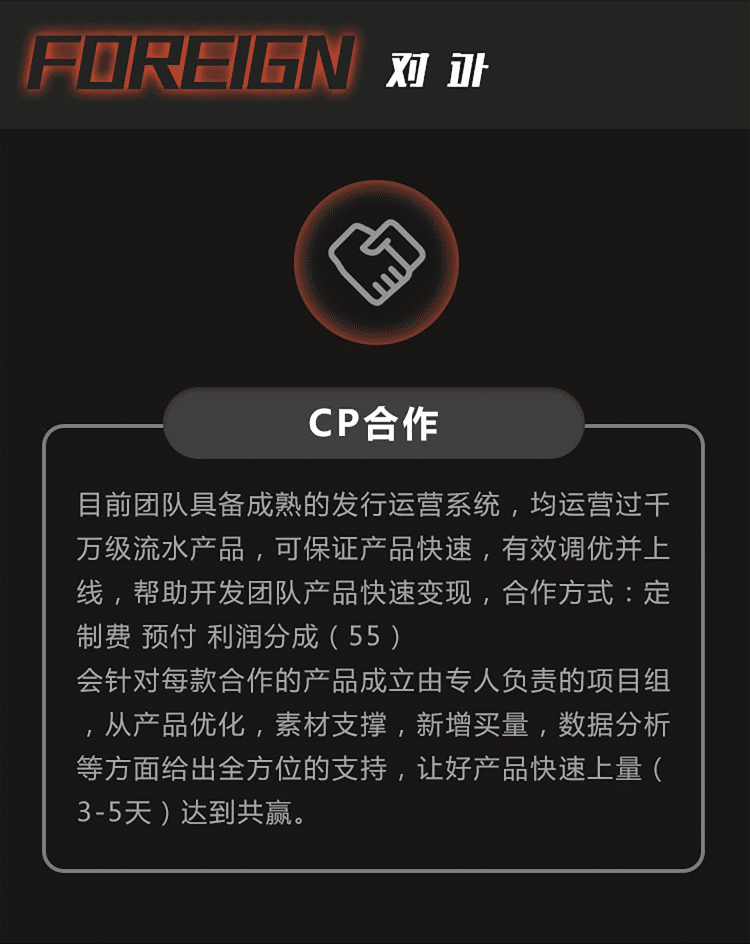 FOREIGN 对外
CP合作
目前团队具备成熟的发行运营系统，均运营过千
万级流水产品，可保证产品快速，有效调优并上
线，帮助开发团队产品快速变现，合作方式：定
制费 预付 利润分成（55）
会针对每款合作的产品成立由专人负责的项目组
，从产品优化，素材支撑，新增买量，数据分析
等方面给出全方位的支持，让好产品快速上量（
3-5天）达到共赢。